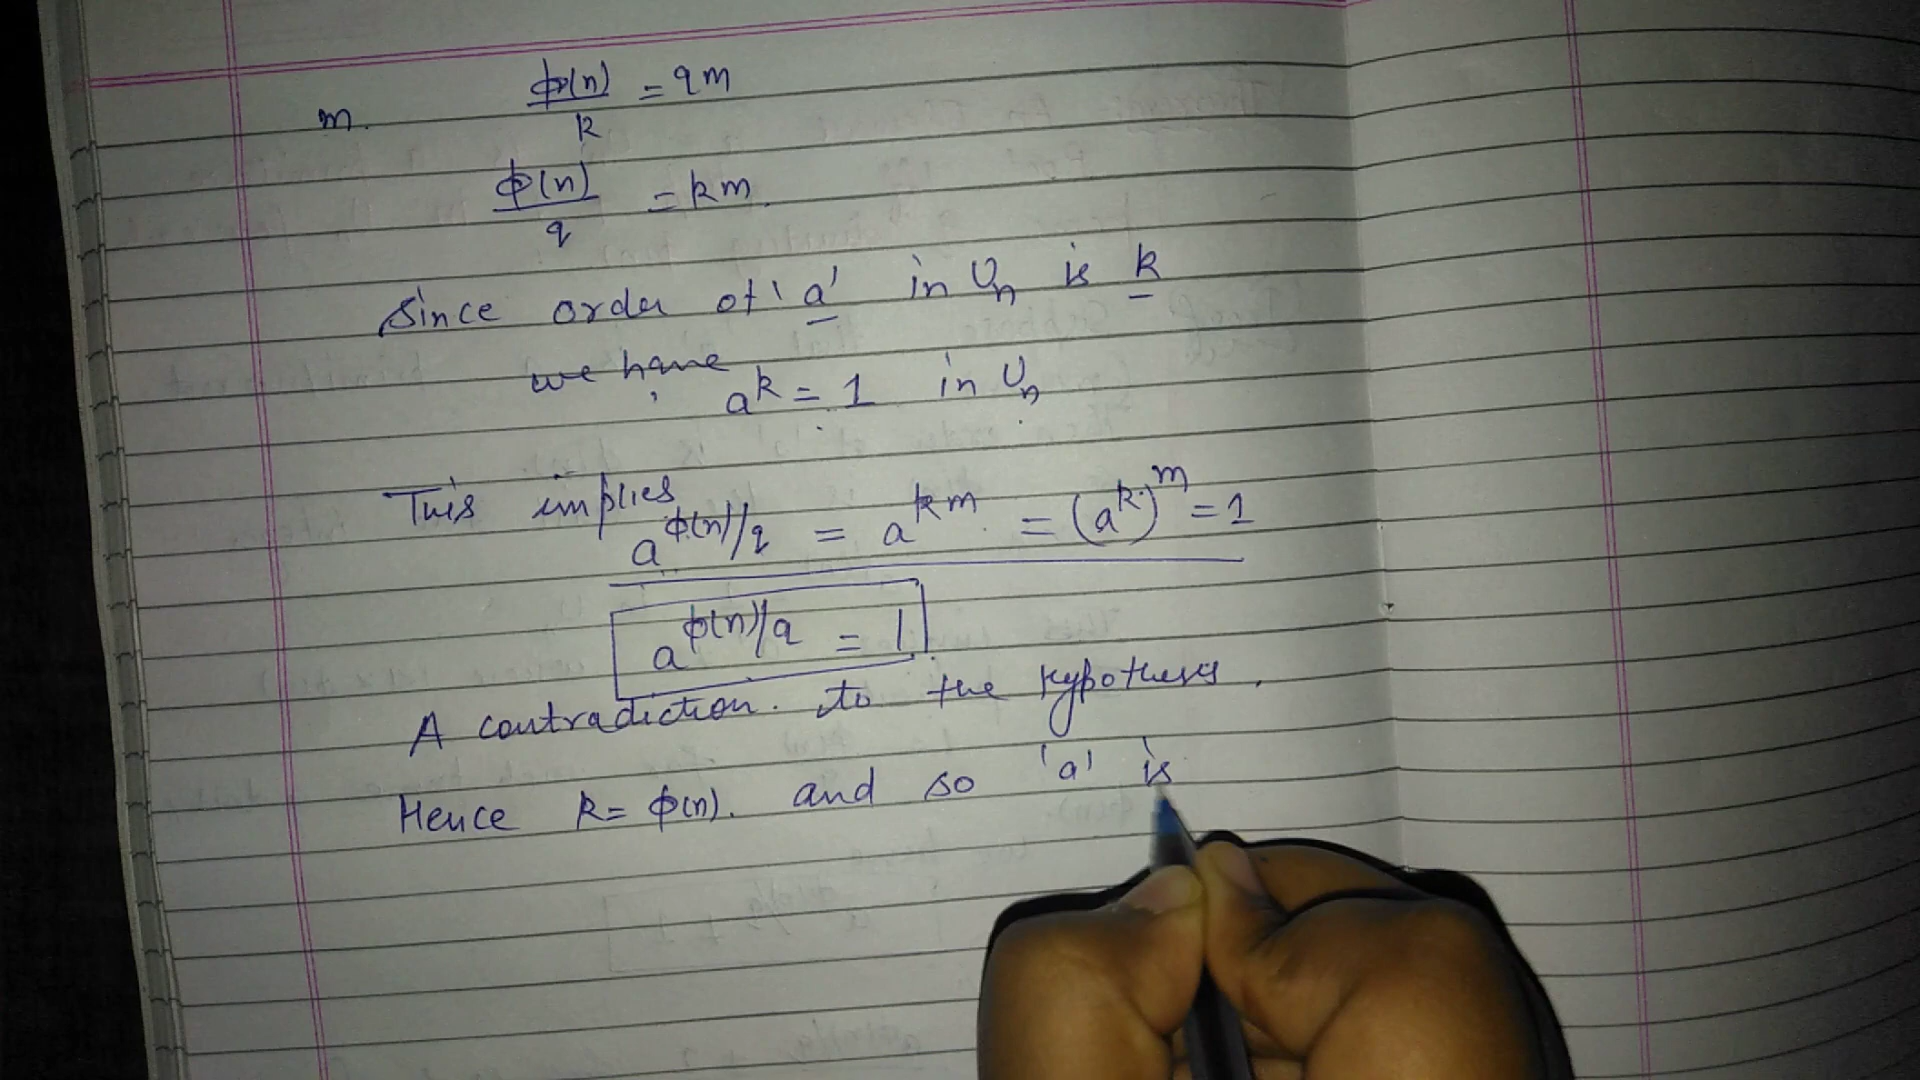 m. φ(n)/k = qm
φ(n)/q = km.
Since order of 'a' in Un is k
we have, a^k = 1 in Un
This implies
a^φ(n)/q = a^km = (a^k)^m = 1
a^φ(n)/q = 1
A contradiction. to the hypothesis.
Hence k = φ(n). and so 'a' is